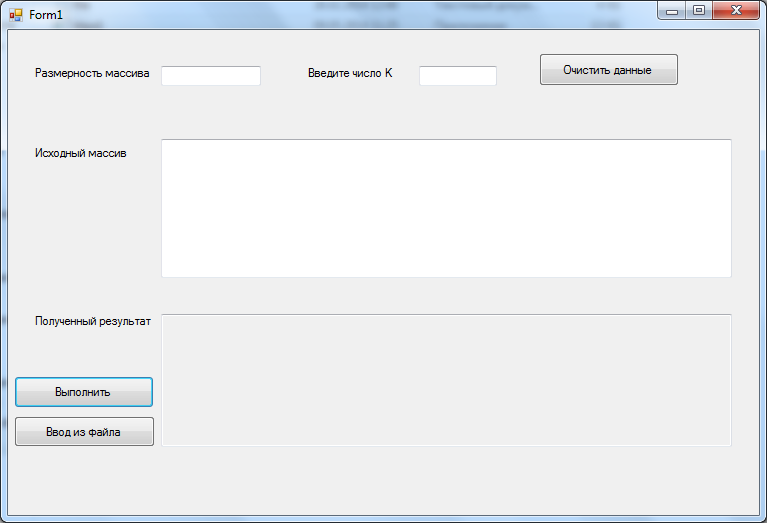 Form1
Размерность массива
Введите число K
Очистить данные
Исходный массив
Полученный результат
Выполнить
Ввод из файла